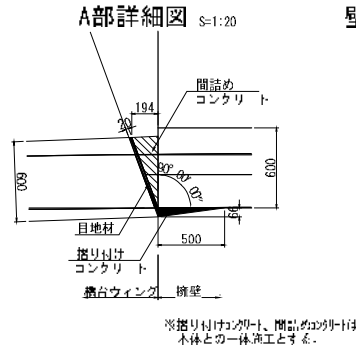 A部詳細図 S=1:20
194
間詰め
コンクリート
20
600
600
90° 00' 00"
目地材
66
500
摺り付け
コンクリート
橋台ウィング
擁壁
※摺り付けコンクリート、間詰めコンクリートは
本体との一体施工とする。